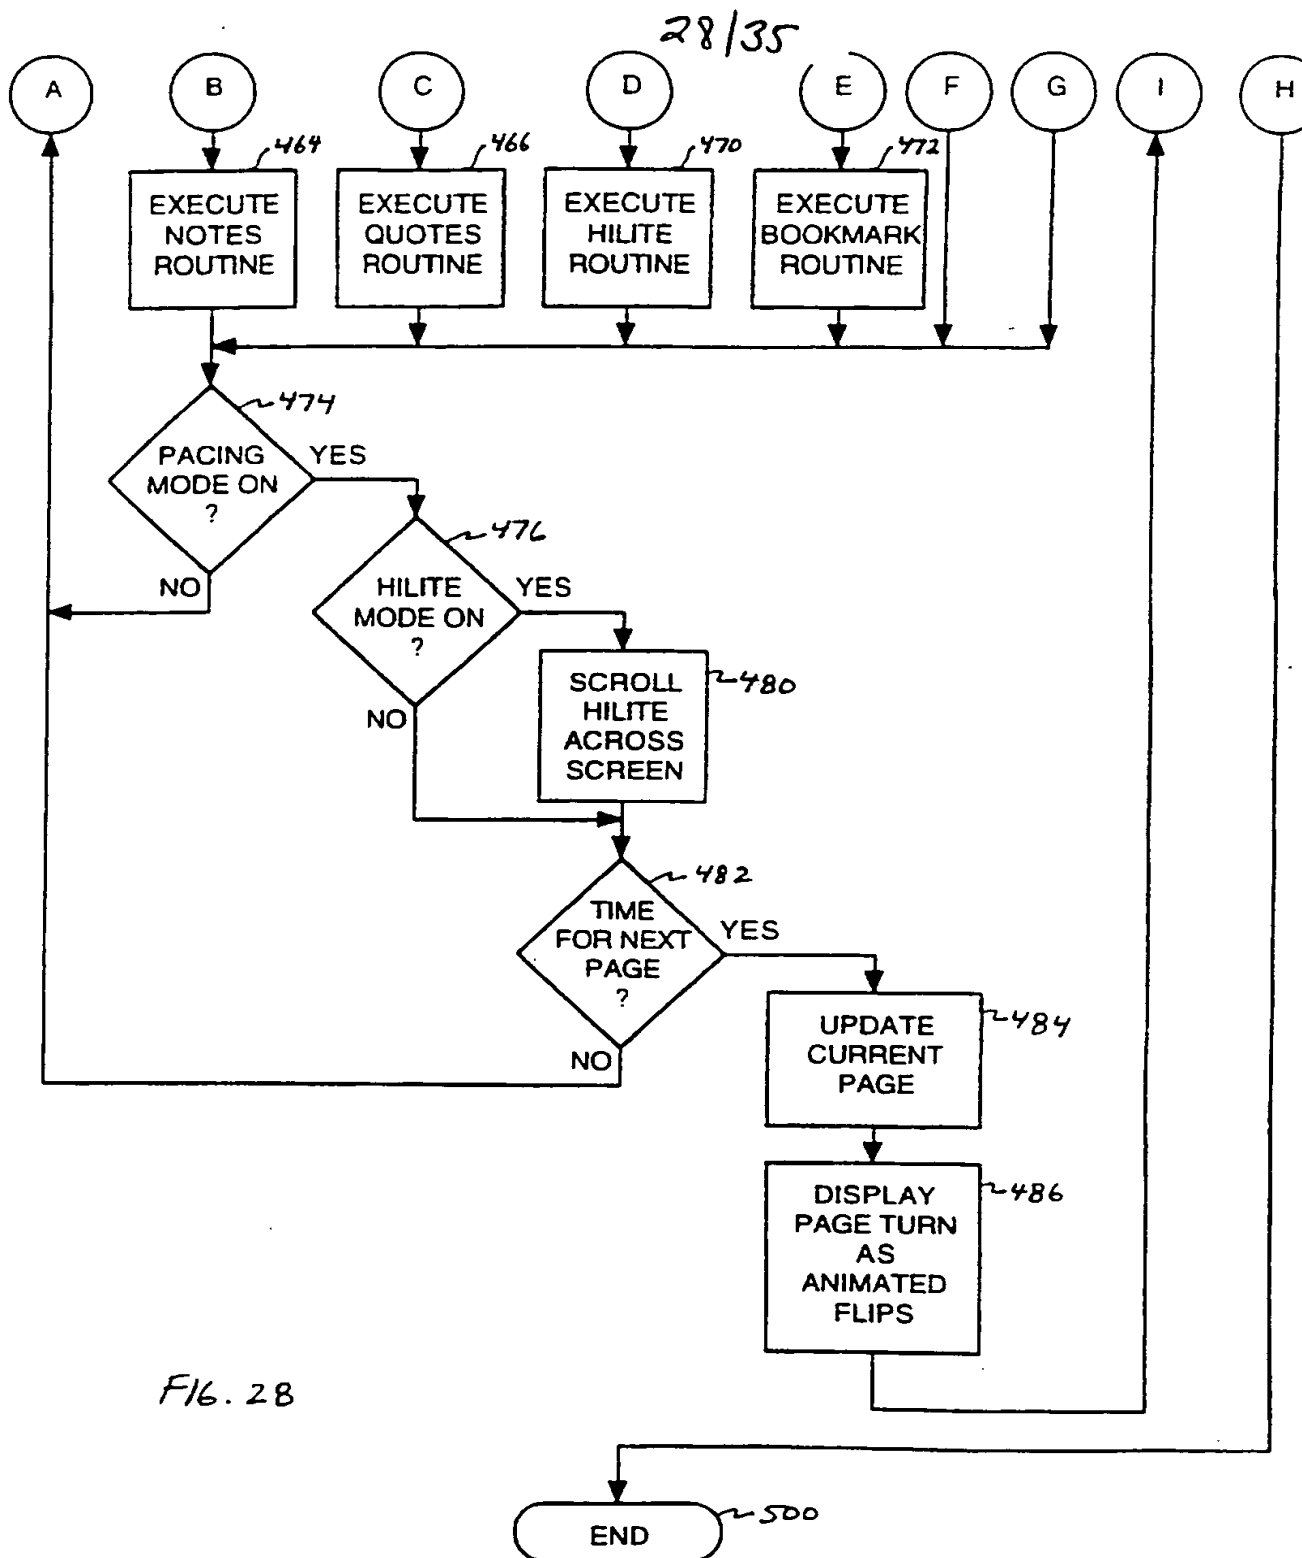 28/35
A B C D E F G I H
464 466 470 472
EXECUTE
NOTES
ROUTINE
EXECUTE
QUOTES
ROUTINE
EXECUTE
HILITE
ROUTINE
EXECUTE
BOOKMARK
ROUTINE
474
PACING
MODE ON
?
YES
NO
476
HILITE
MODE ON
?
YES
NO
480
SCROLL
HILITE
ACROSS
SCREEN
482
TIME
FOR NEXT
PAGE
?
YES
NO
484
UPDATE
CURRENT
PAGE
486
DISPLAY
PAGE TURN
AS
ANIMATED
FLIPS
FIG. 28
500
END